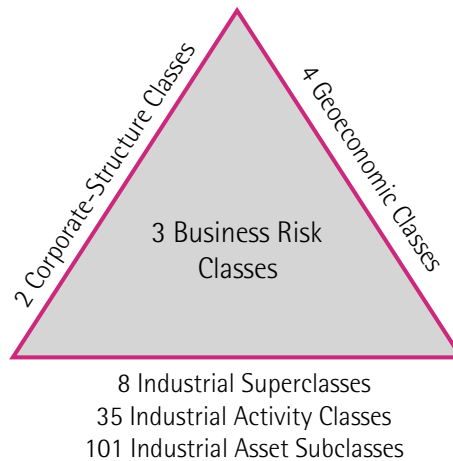 2 Corporate-Structure Classes
4 Geoeconomic Classes
3 Business Risk
Classes
8 Industrial Superclasses
35 Industrial Activity Classes
101 Industrial Asset Subclasses